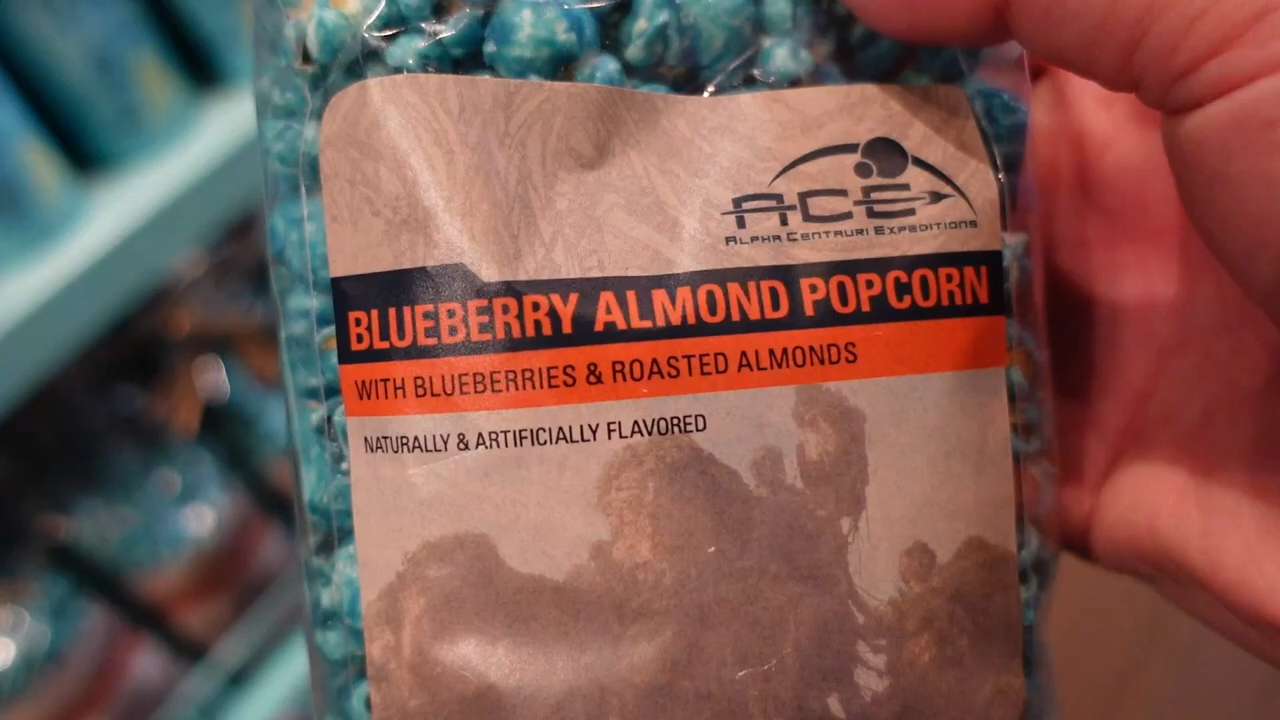 ACE
ALPHA CENTAURI EXPEDITIONS
BLUEBERRY ALMOND POPCORN
WITH BLUEBERRIES & ROASTED ALMONDS
NATURALLY & ARTIFICIALLY FLAVORED